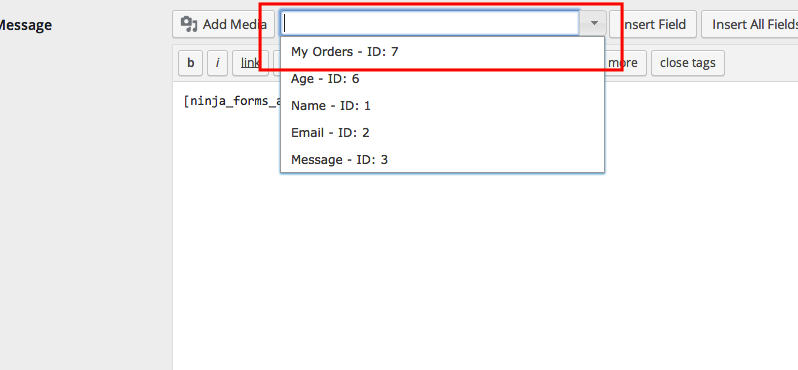 Message
Add Media
Insert Field
Insert All Fields
My Orders - ID: 7
b
i
link
more
close tags
Age - ID: 6
[ninja_forms_a
Name - ID: 1
Email - ID: 2
Message - ID: 3